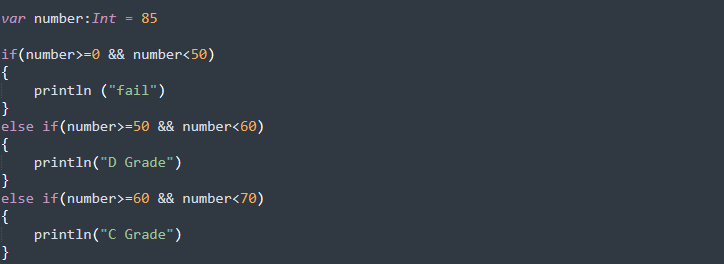 var number:Int = 85
if(number>=0 && number<50)
{
println ("fail")
}
else if(number>=50 && number<60)
{
println("D Grade")
}
else if(number>=60 && number<70)
{
println("C Grade")
}